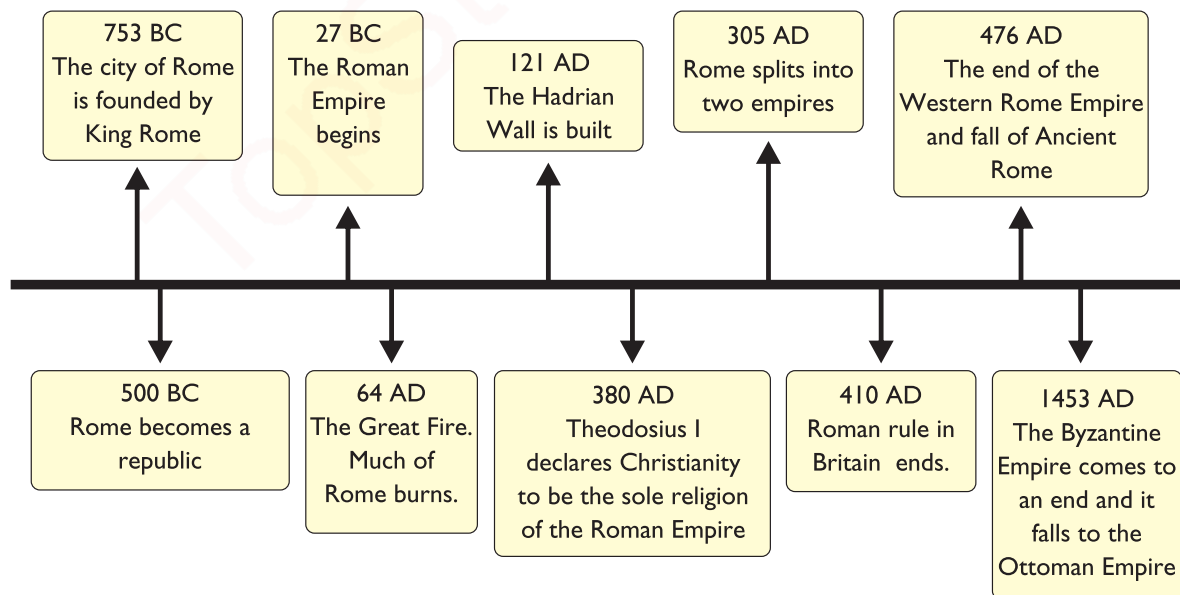 753 BC
The city of Rome
is founded by
King Rome
27 BC
The Roman
Empire
begins
121 AD
The Hadrian
Wall is built
305 AD
Rome splits into
two empires
476 AD
The end of the
Western Rome Empire
and fall of Ancient
Rome
500 BC
Rome becomes a
republic
64 AD
The Great Fire.
Much of
Rome burns.
380 AD
Theodosius I
declares Christianity
to be the sole religion
of the Roman Empire
410 AD
Roman rule in
Britain ends.
1453 AD
The Byzantine
Empire comes to
an end and it
falls to the
Ottoman Empire